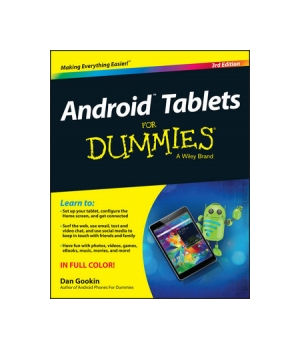 Making Everything Easier!™
3rd Edition
Android™ Tablets
FOR
DUMMIES®
A Wiley Brand
Learn to:
• Set up your tablet, configure the
Home screen, and get connected
• Surf the web, use email, text and
video chat, and use social media to
keep in touch with friends and family
• Have fun with photos, videos, games,
eBooks, music, movies, and more!
IN FULL COLOR!
Dan Gookin
Author of Android Phones For Dummies